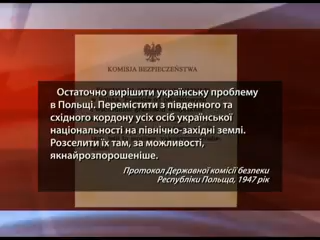 KOMISJA BEZPIECZEŃSTWA
Остаточно вирішити українську проблему
в Польщі. Перемістити з південного та
східного кордону усіх осіб української
національності на північно-західні землі.
Розселити їх там, за можливості,
якнайрозпорошеніше.
Протокол Державної комісії безпеки
Республіки Польща, 1947 рік